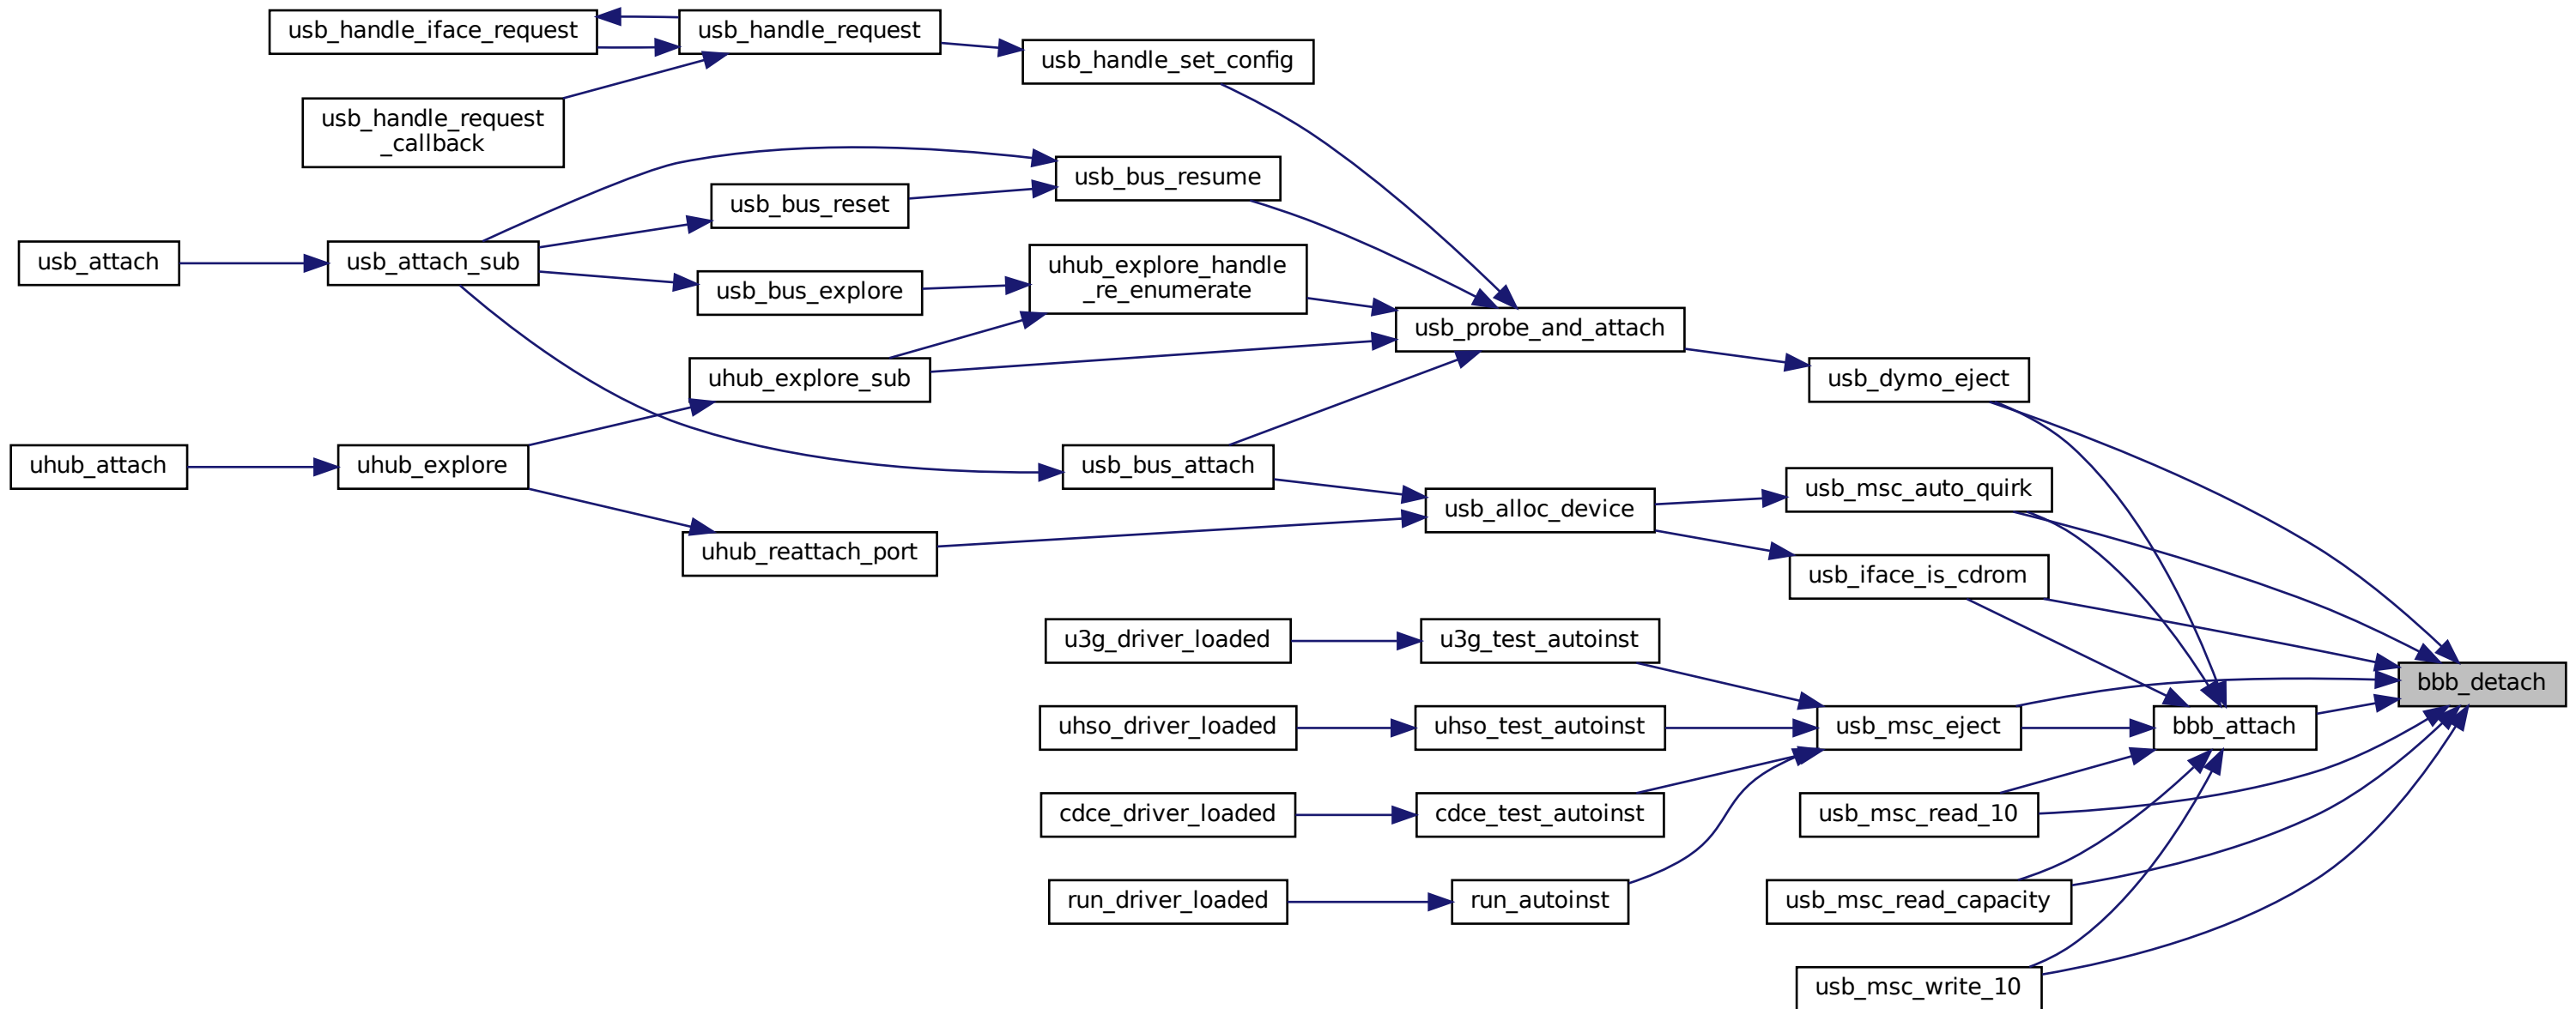 usb_handle_iface_request
usb_handle_request
usb_handle_set_config
usb_handle_request
_callback
usb_bus_resume
usb_bus_reset
usb_attach
usb_attach_sub
uhub_explore_handle
_re_enumerate
usb_bus_explore
usb_probe_and_attach
uhub_explore_sub
usb_dymo_eject
uhub_attach
uhub_explore
usb_bus_attach
usb_msc_auto_quirk
usb_alloc_device
uhub_reattach_port
usb_iface_is_cdrom
u3g_driver_loaded
u3g_test_autoinst
bbb_detach
uhso_driver_loaded
uhso_test_autoinst
usb_msc_eject
bbb_attach
cdce_driver_loaded
cdce_test_autoinst
usb_msc_read_10
run_driver_loaded
run_autoinst
usb_msc_read_capacity
usb_msc_write_10